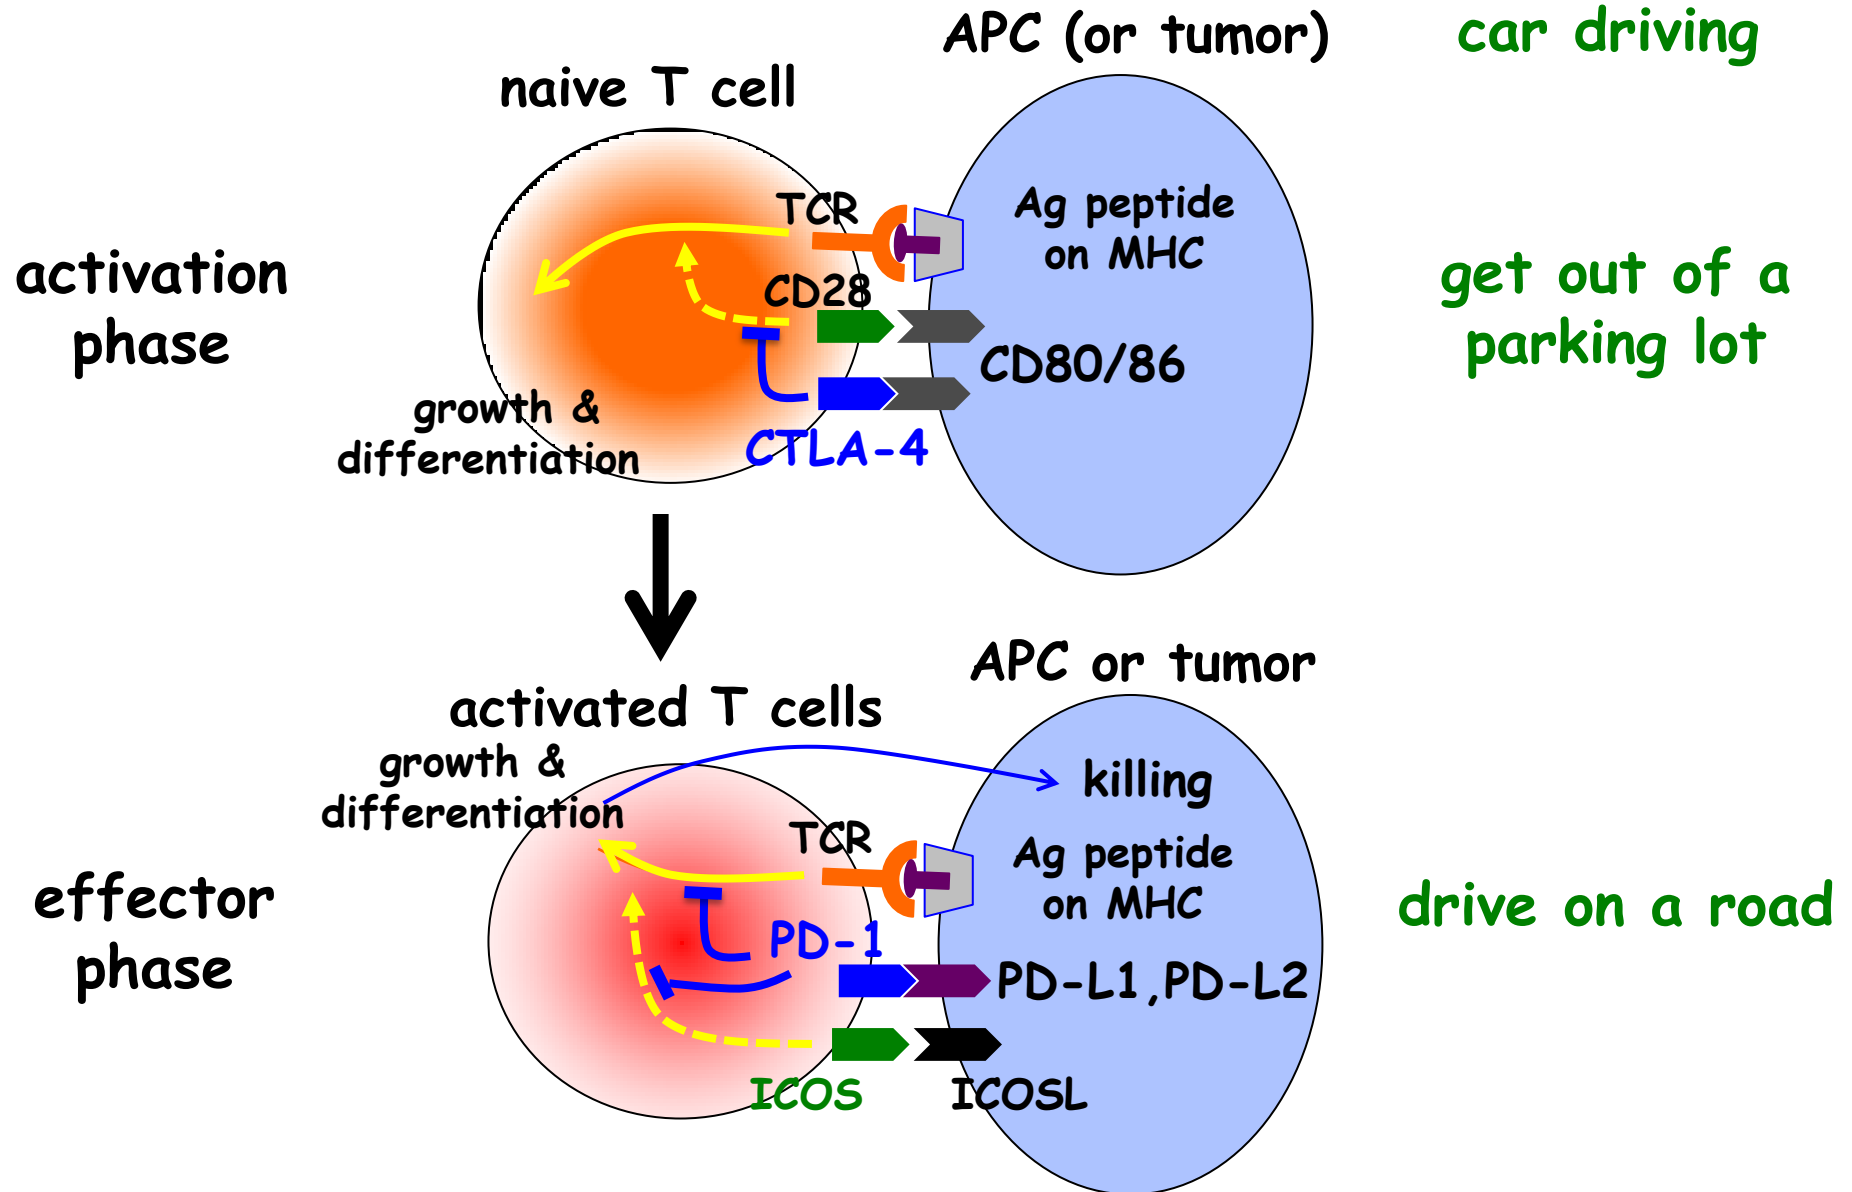 APC (or tumor)
car driving
naive T cell
TCR
Ag peptide
on MHC
activation
phase
CD28
get out of a
parking lot
CD80/86
growth &
differentiation
CTLA-4
APC or tumor
activated T cells
growth &
differentiation
killing
TCR
Ag peptide
on MHC
effector
phase
drive on a road
PD-1
PD-L1,PD-L2
ICOS
ICOSL